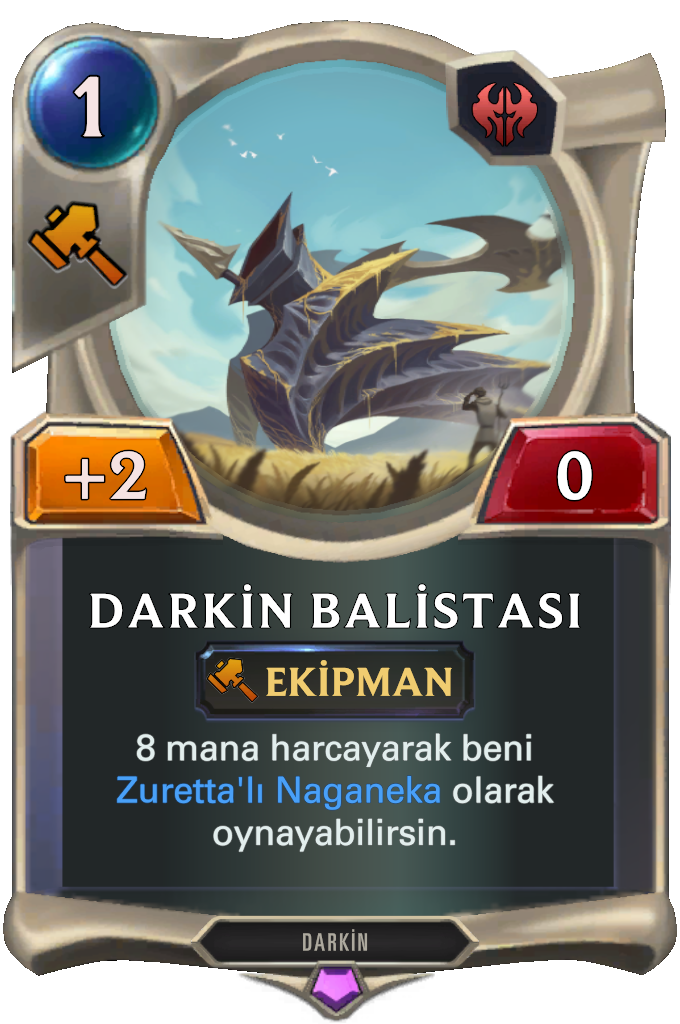 1
+2
0
DARKİN BALİSTASI
EKİPMAN
8 mana harcayarak beni
Zuretta'lı Naganeka olarak
oynayabilirsin.
DARKİN